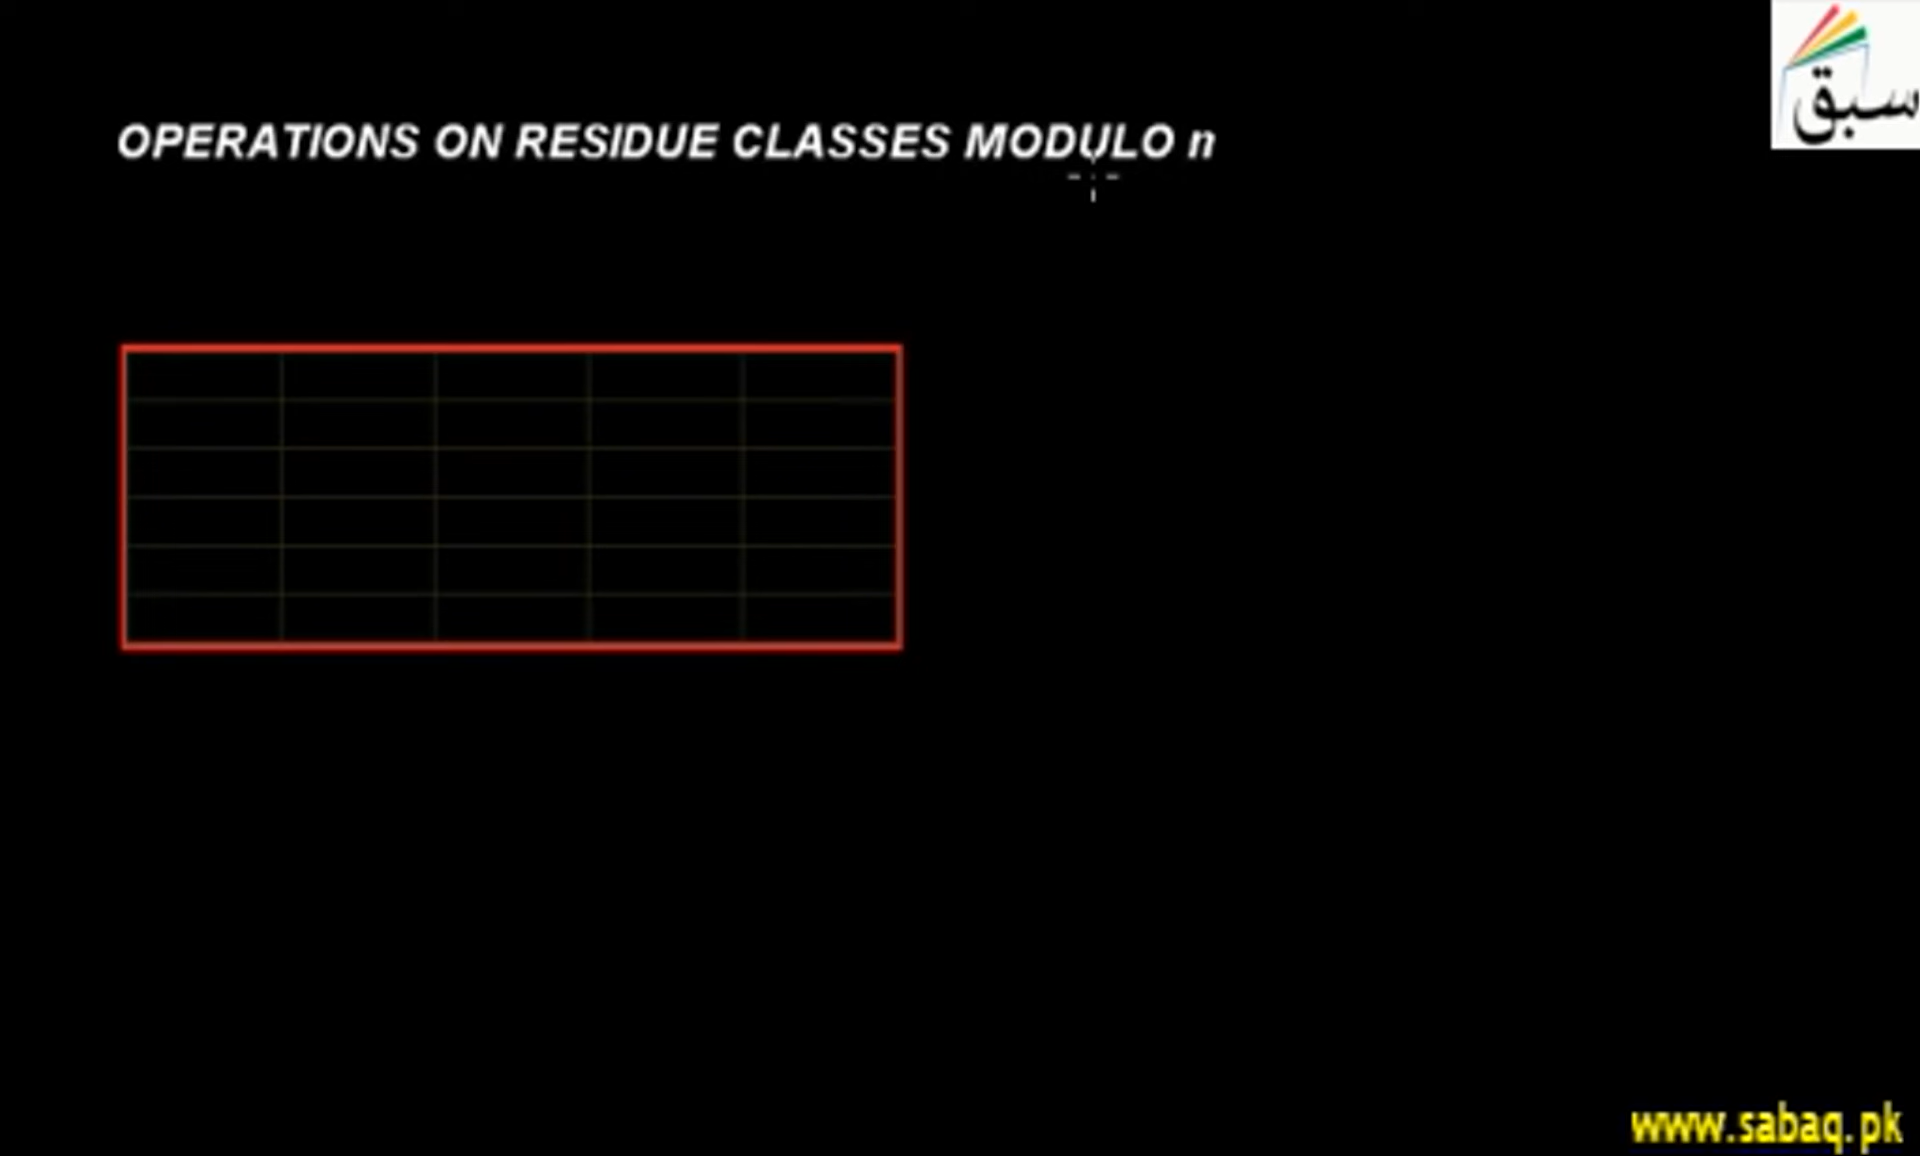 سبق
OPERATIONS ON RESIDUE CLASSES MODULO n
www.sabaq.pk